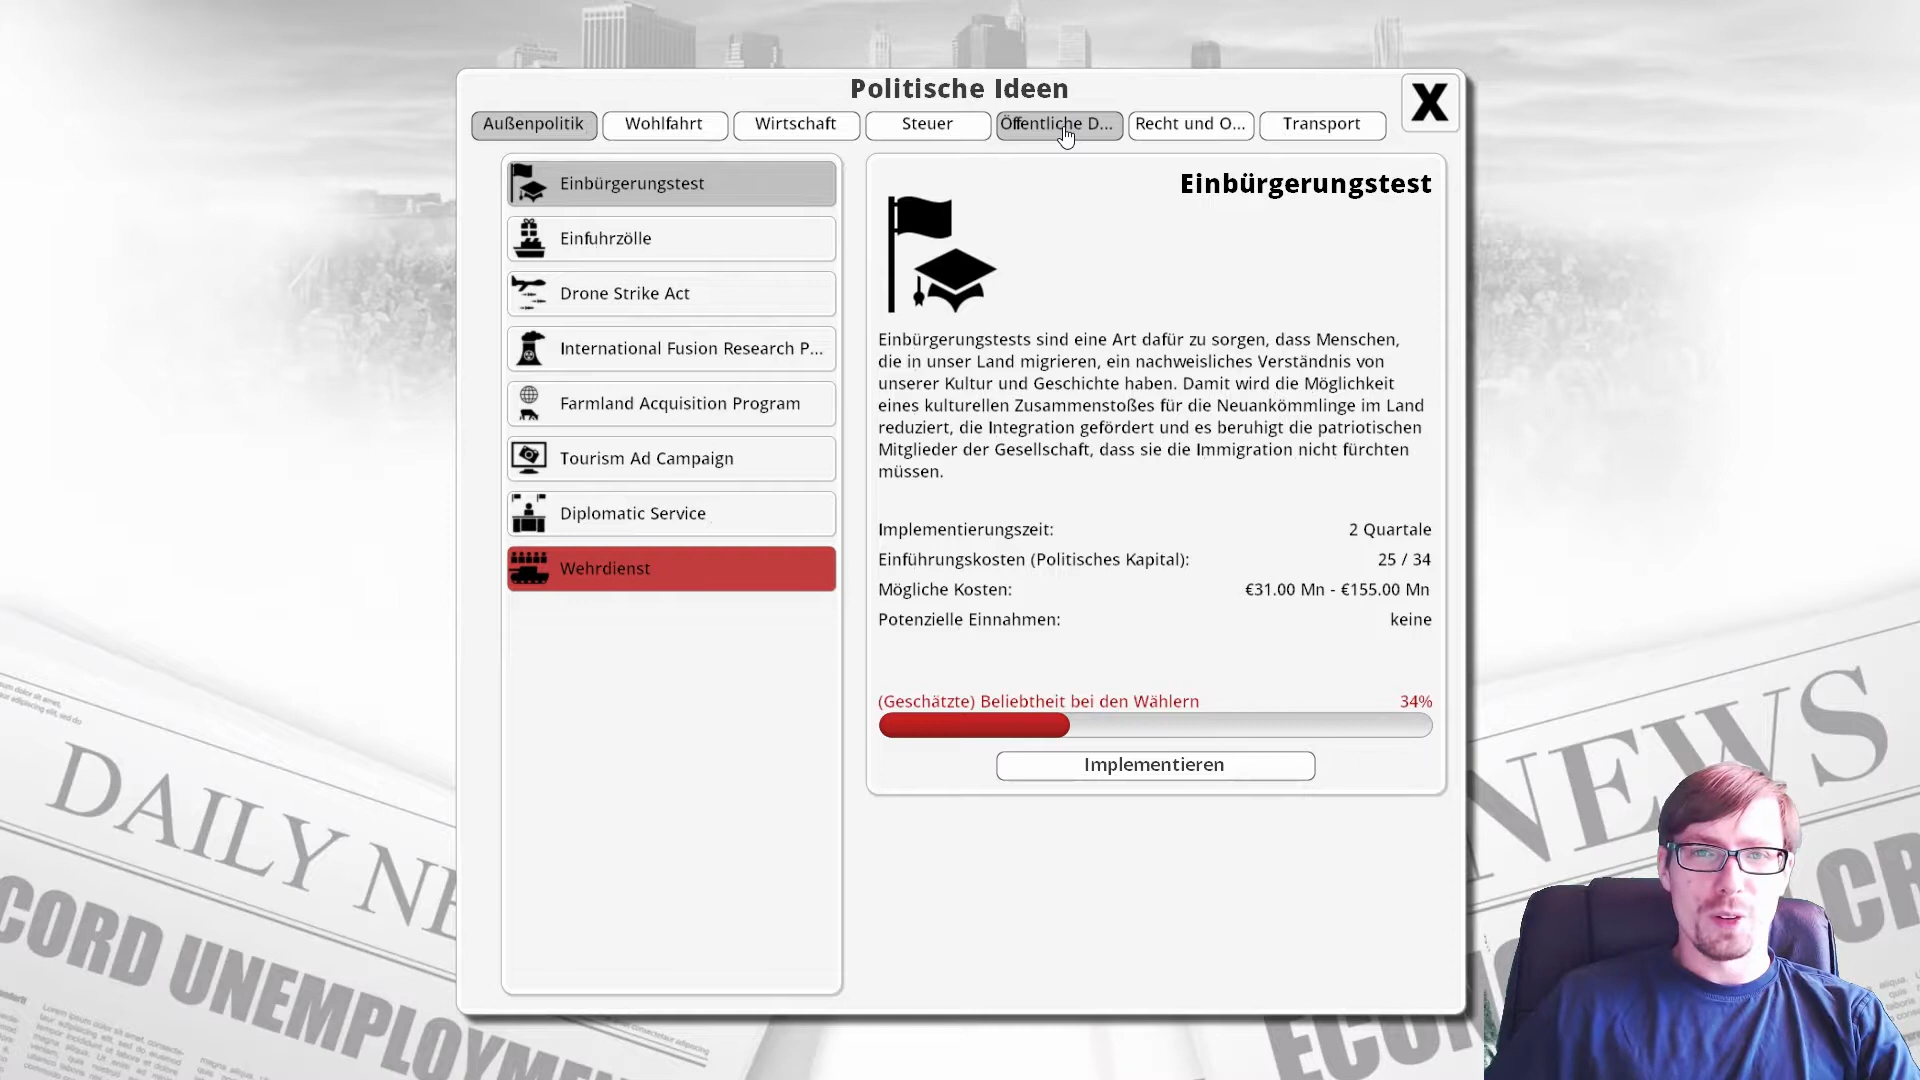 Politische Ideen
X
Außenpolitik
Wohlfahrt
Wirtschaft
Steuer
Öffentliche D...
Recht und O...
Transport
Einbürgerungstest
Einfuhrzölle
Drone Strike Act
International Fusion Research P...
Farmland Acquisition Program
Tourism Ad Campaign
Diplomatic Service
Wehrdienst
Einbürgerungstest
Einbürgerungstests sind eine Art dafür zu sorgen, dass Menschen,
die in unser Land migrieren, ein nachweisliches Verständnis von
unserer Kultur und Geschichte haben. Damit wird die Möglichkeit
eines kulturellen Zusammenstoßes für die Neuankömmlinge im Land
reduziert, die Integration gefördert und es beruhigt die patriotischen
Mitglieder der Gesellschaft, dass sie die Immigration nicht fürchten
müssen.
Implementierungszeit: 2 Quartale
Einführungskosten (Politisches Kapital): 25 / 34
Mögliche Kosten: €31.00 Mn - €155.00 Mn
Potenzielle Einnahmen: keine
(Geschätzte) Beliebtheit bei den Wählern 34%
Implementieren
DAILY NE
CORD UNEMPLOYM
NEWS
ECON
CR